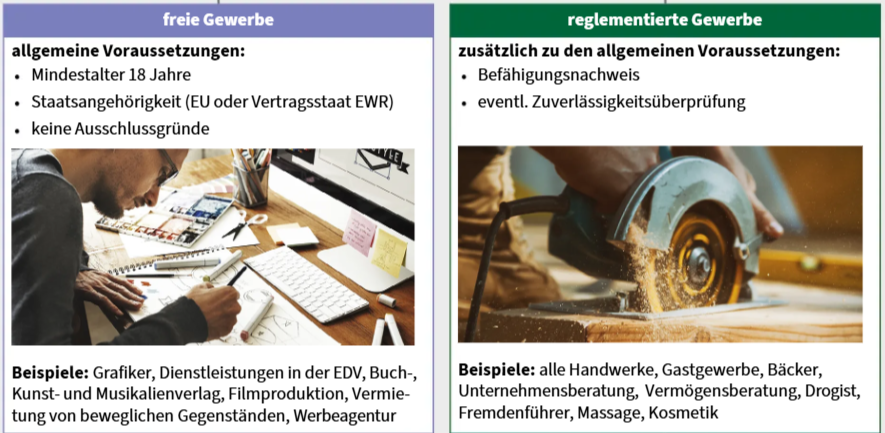 freie Gewerbe
allgemeine Voraussetzungen:
• Mindestalter 18 Jahre
• Staatsangehörigkeit (EU oder Vertragsstaat EWR)
• keine Ausschlussgründe
Beispiele: Grafiker, Dienstleistungen in der EDV, Buch-,
Kunst- und Musikalienverlag, Filmproduktion, Vermie-
tung von beweglichen Gegenständen, Werbeagentur
reglementierte Gewerbe
zusätzlich zu den allgemeinen Voraussetzungen:
• Befähigungsnachweis
• eventl. Zuverlässigkeitsüberprüfung
Beispiele: alle Handwerke, Gastgewerbe, Bäcker,
Unternehmensberatung, Vermögensberatung, Drogist,
Fremdenführer, Massage, Kosmetik